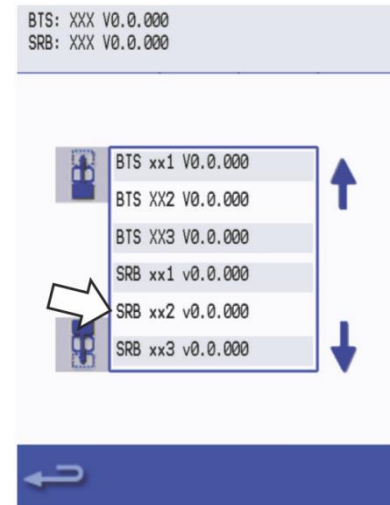 BTS: XXX V0.0.000
SRB: XXX V0.0.000
BTS xx1 V0.0.000
BTS XX2 V0.0.000
BTS XX3 V0.0.000
SRB xx1 v0.0.000
SRB xx2 v0.0.000
SRB xx3 v0.0.000